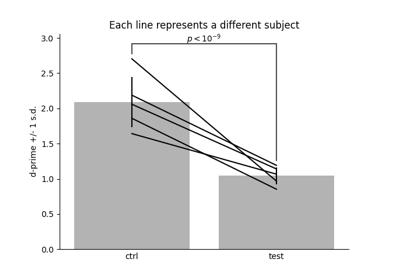 Each line represents a different subject
p < 10⁻⁹
3.0
2.5
2.0
1.5
1.0
0.5
0.0
d-prime +/- 1 s.d.
ctrl test